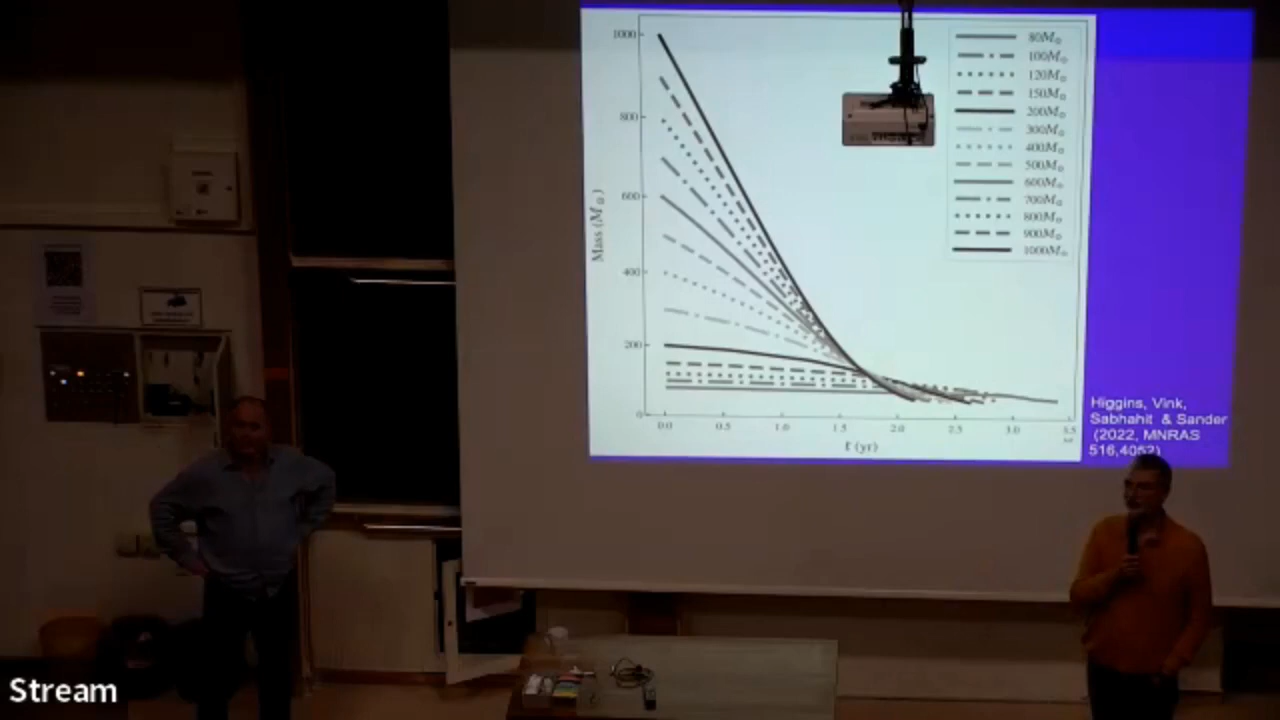 1000
800
600
400
200
0
Mass (M⊙)
0.0 0.5 1.0 1.5 2.0 2.5 3.0 3.5
t (yr)
80M⊙
100M⊙
120M⊙
150M⊙
200M⊙
300M⊙
400M⊙
500M⊙
600M⊙
700M⊙
800M⊙
900M⊙
1000M⊙
Higgins, Vink,
Sabhahit & Sander
(2022, MNRAS
516,4052)
Stream